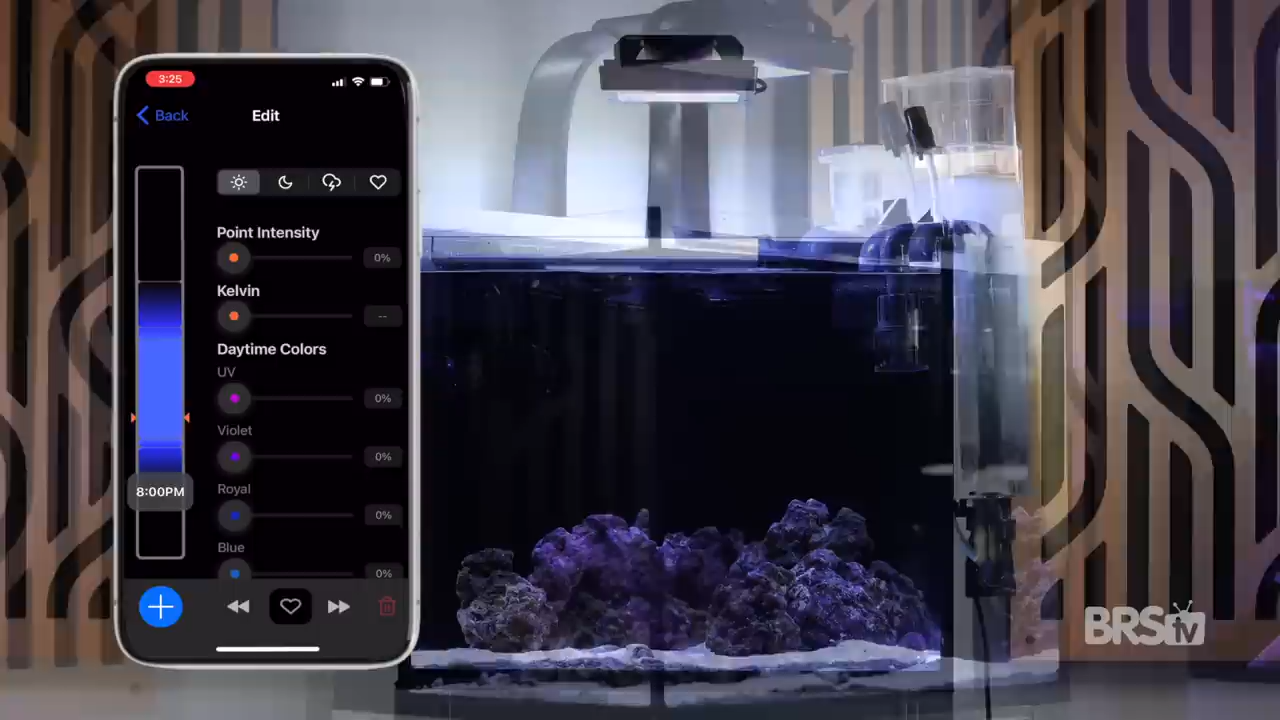 3:25
Back
Edit
Point Intensity
0%
Kelvin
--
Daytime Colors
UV
0%
Violet
0%
Royal
0%
Blue
0%
8:00PM
BRStv